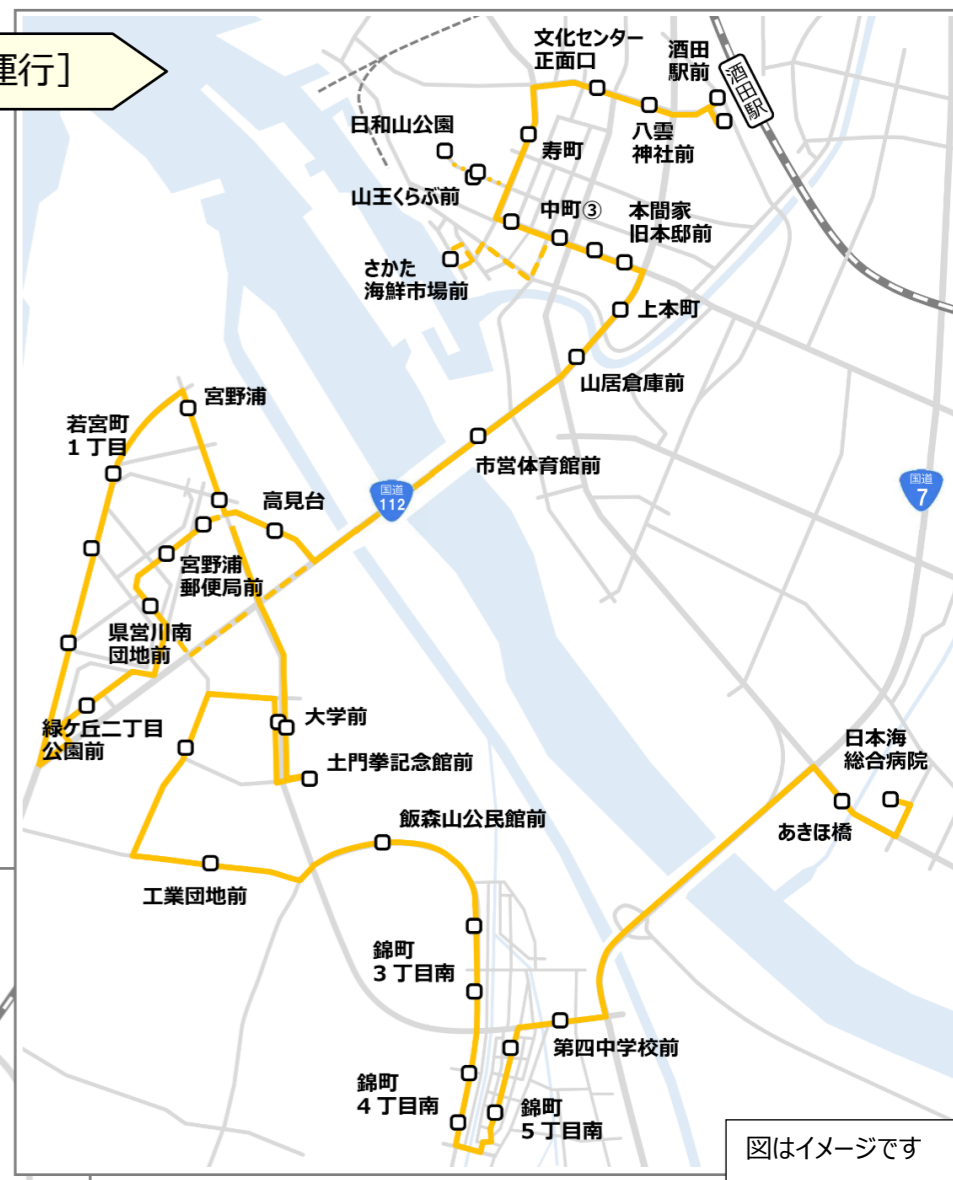 運行］
文化センター
正面口
酒田
駅前
酒田駅
日和山公園
寿町
八雲
神社前
山王くらぶ前
中町③
本間家
旧本邸前
さかた
海鮮市場前
上本町
山居倉庫前
宮野浦
若宮町
１丁目
市営体育館前
国道
7
国道
112
高見台
宮野浦
郵便局前
県営川南
団地前
緑ケ丘二丁目
公園前
大学前
土門拳記念館前
日本海
総合病院
あきほ橋
飯森山公民館前
工業団地前
錦町
３丁目南
第四中学校前
錦町
４丁目南
錦町
５丁目南
図はイメージです